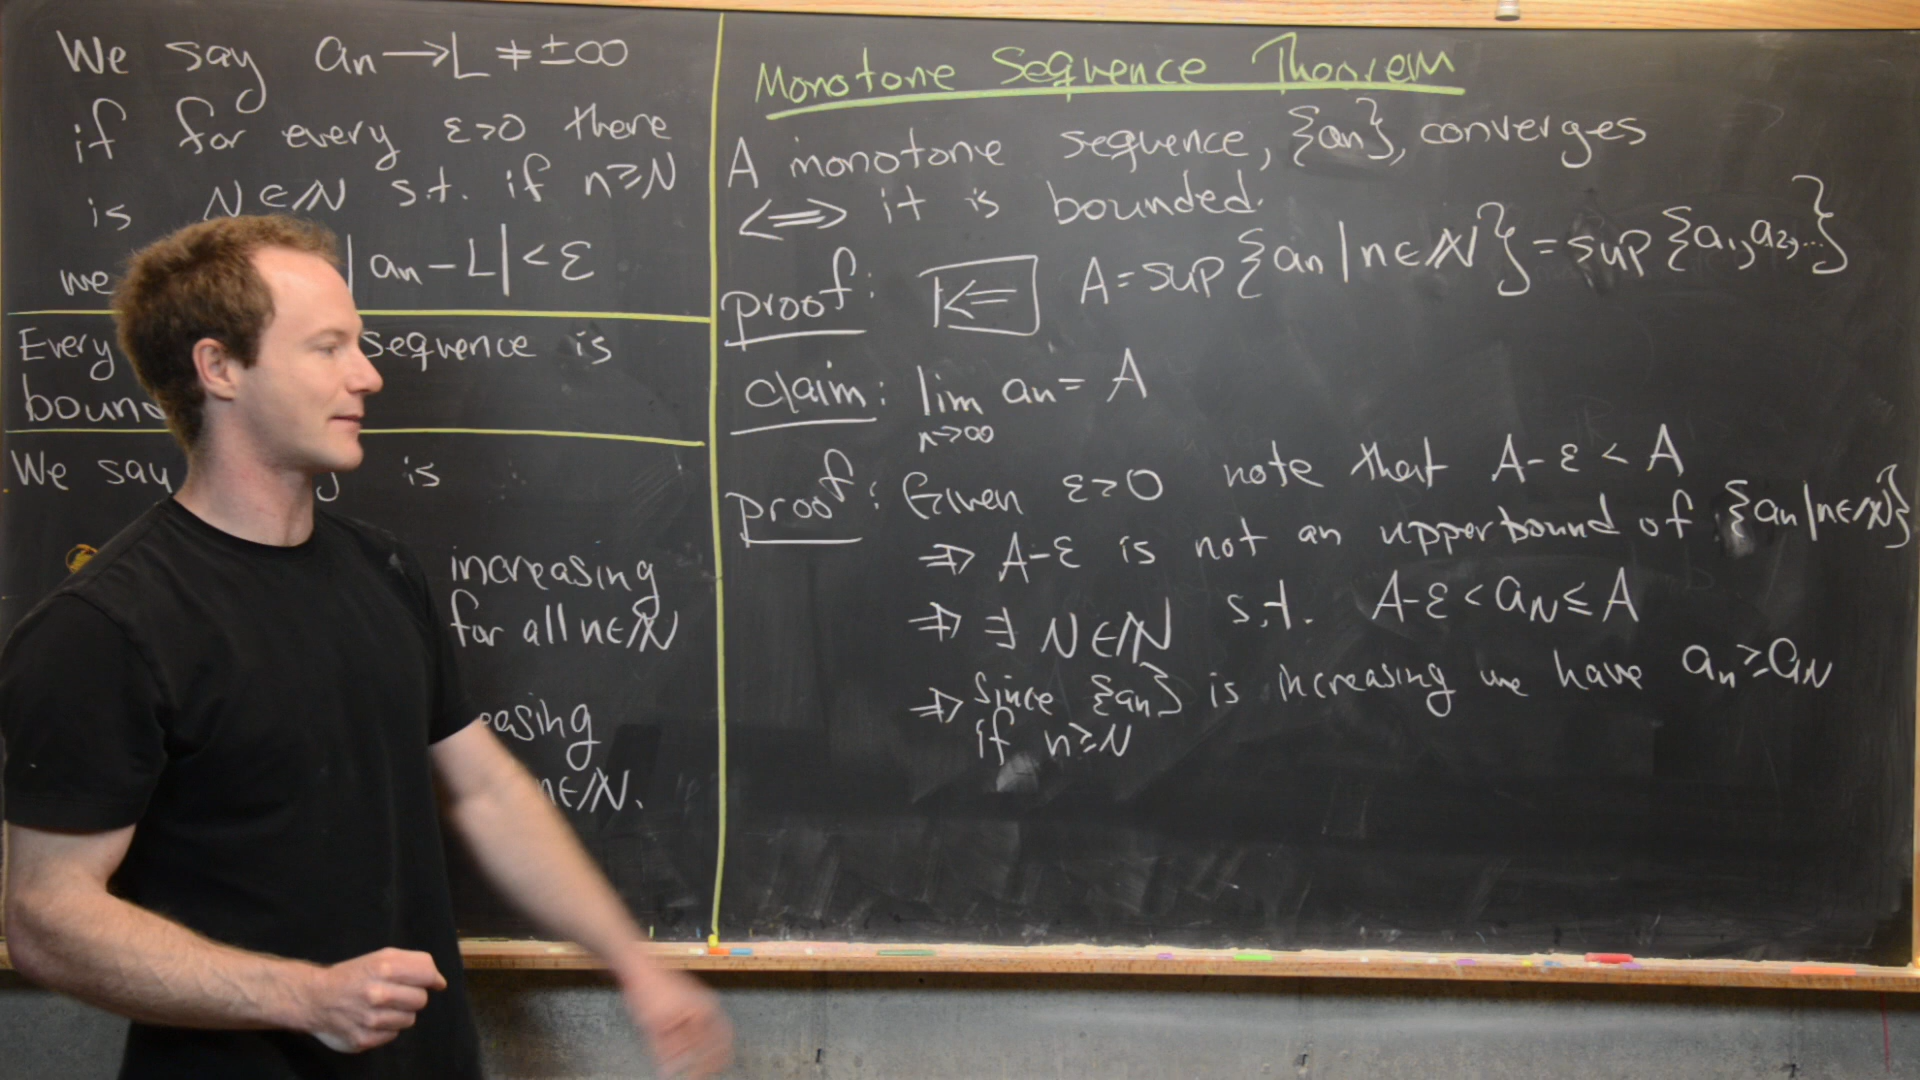 We say an→L ≠ ±∞
if for every ε>0 there
is N∈ℕ s.t. if n≥N
we |an-L|<ε
Every sequence is
bound
We say is
increasing
for all n∈ℕ
easing
n∈ℕ.
Monotone Sequence Theorem
A monotone sequence, {an}, converges
⟺ it is bounded.
proof: ⟸ A=sup{an|n∈ℕ}=sup{a1,a2,...}
claim: lim an = A
n→∞
proof: Given ε>0 note that A-ε<A
⇒ A-ε is not an upperbound of {an|n∈ℕ}
⇒ ∃ N∈ℕ s.t. A-ε<aN≤A
⇒ Since {an} is increasing we have an≥aN
if n≥N